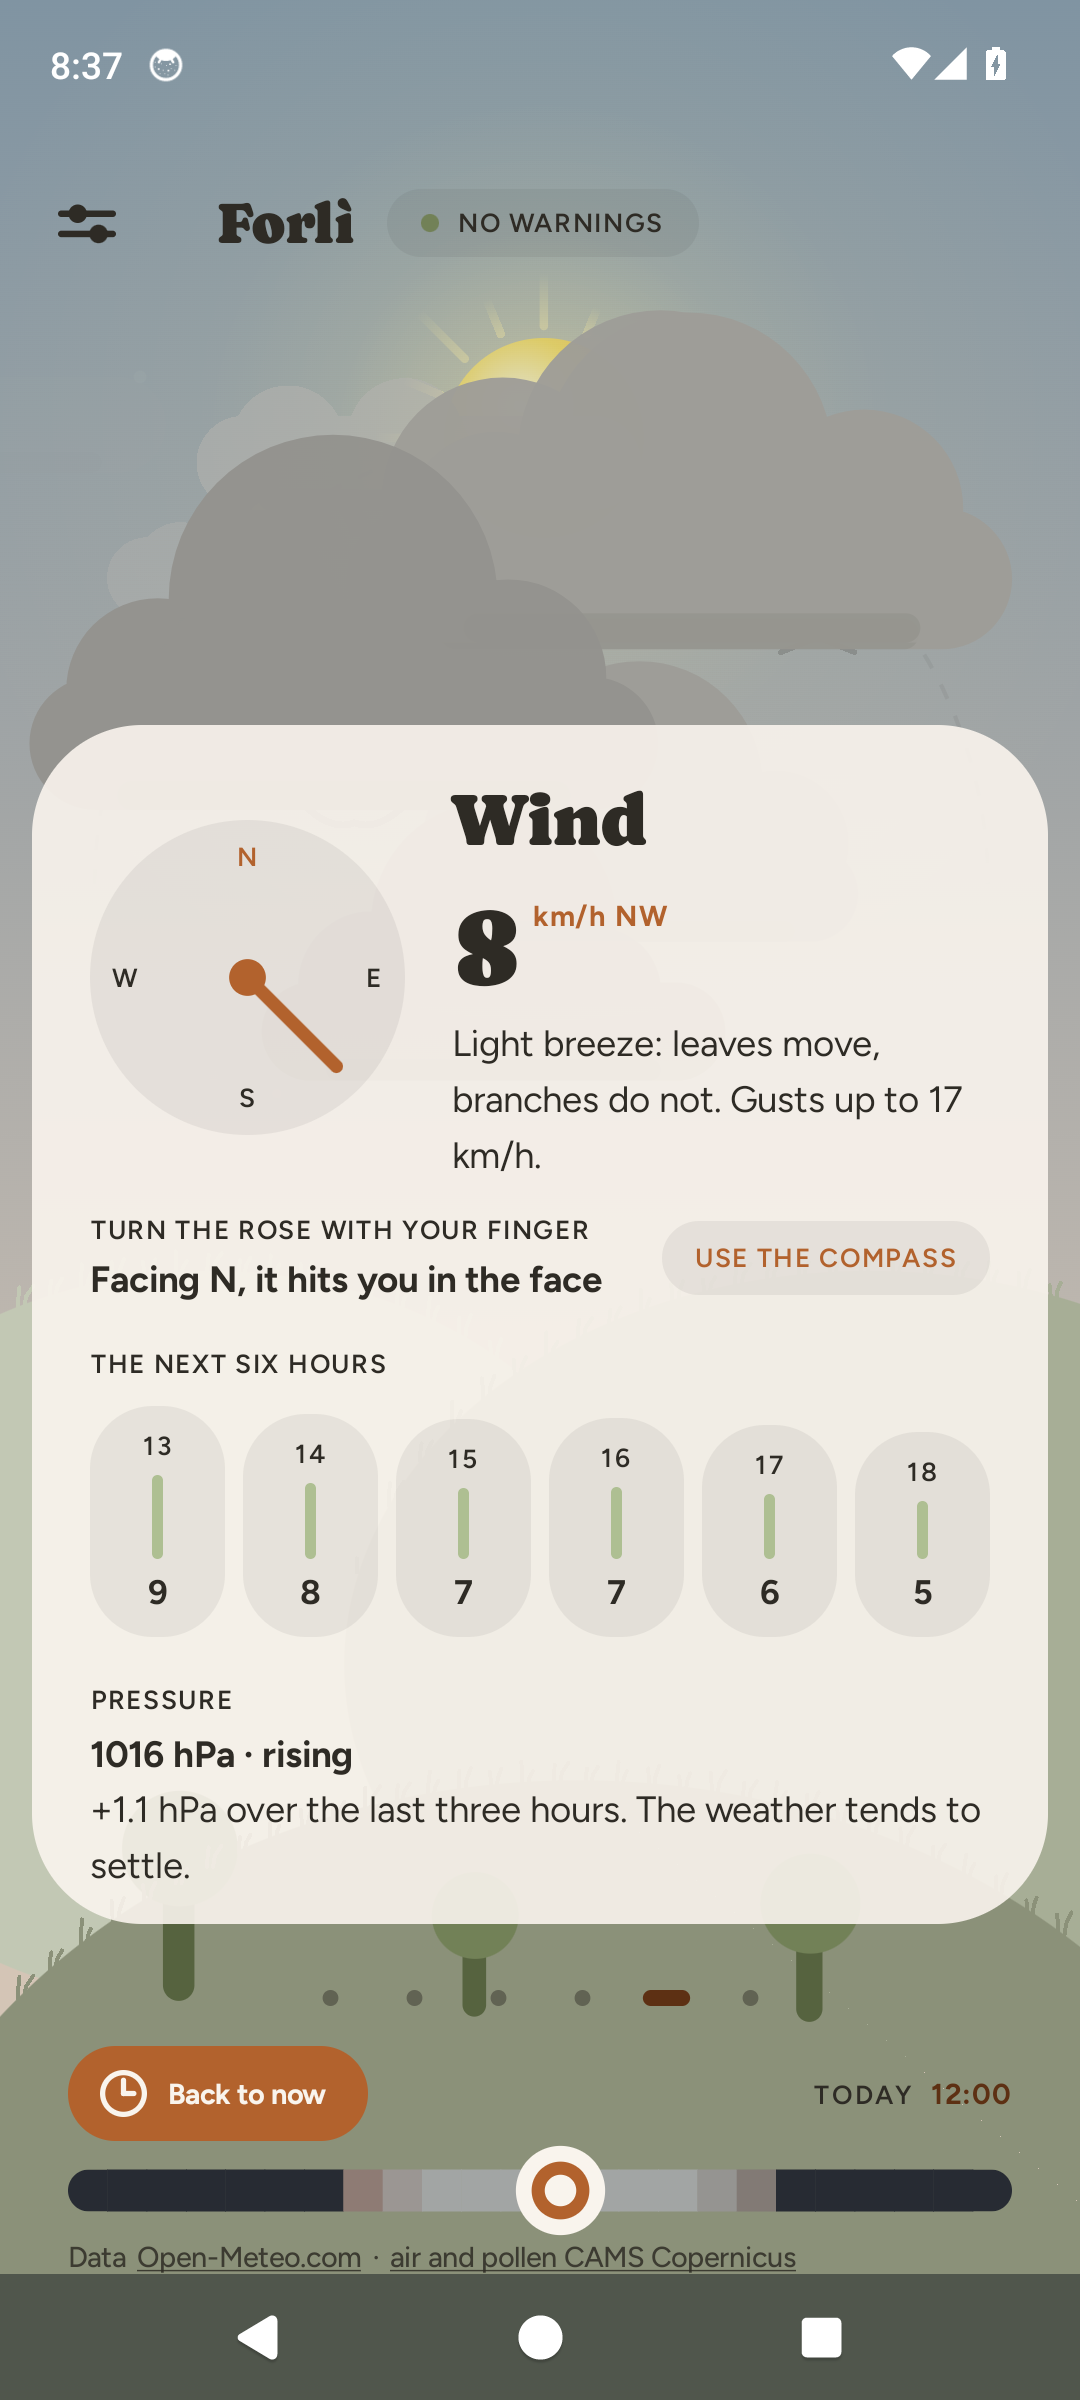 8:37
Forlì
NO WARNINGS
Wind
N
W
E
S
8 km/h NW
Light breeze: leaves move,
branches do not. Gusts up to 17
km/h.
TURN THE ROSE WITH YOUR FINGER
Facing N, it hits you in the face
USE THE COMPASS
THE NEXT SIX HOURS
13 14 15 16 17 18
9 8 7 7 6 5
PRESSURE
1016 hPa · rising
+1.1 hPa over the last three hours. The weather tends to
settle.
Back to now
TODAY 12:00
Data Open-Meteo.com · air and pollen CAMS Copernicus